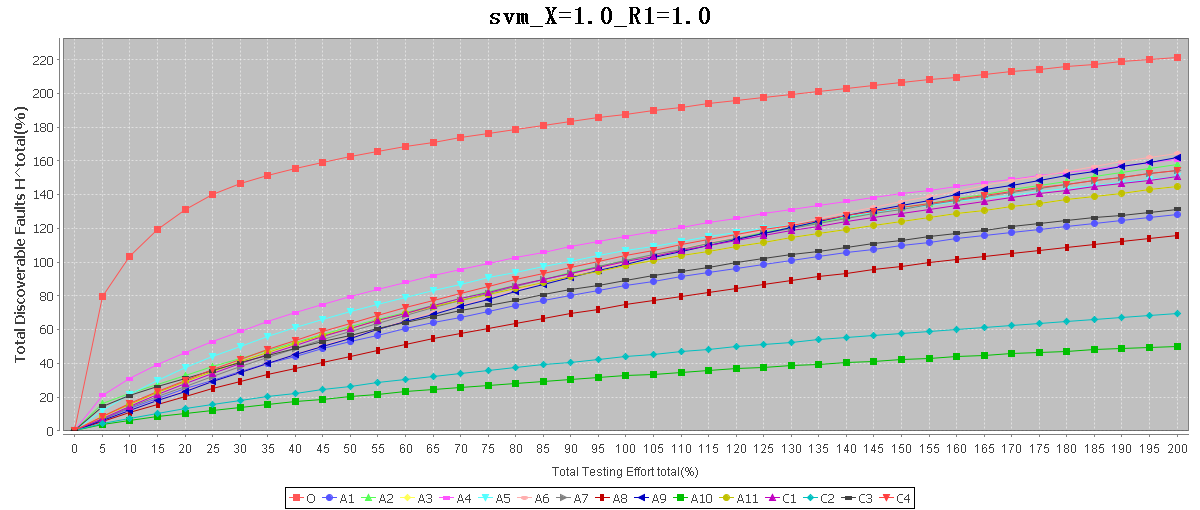 svm_X=1.0_R1=1.0
Total Discoverable Faults H^total(%)
220
200
180
160
140
120
100
80
60
40
20
0
0 5 10 15 20 25 30 35 40 45 50 55 60 65 70 75 80 85 90 95 100 105 110 115 120 125 130 135 140 145 150 155 160 165 170 175 180 185 190 195 200
Total Testing Effort total(%)
O A1 A2 A3 A4 A5 A6 A7 A8 A9 A10 A11 C1 C2 C3 C4